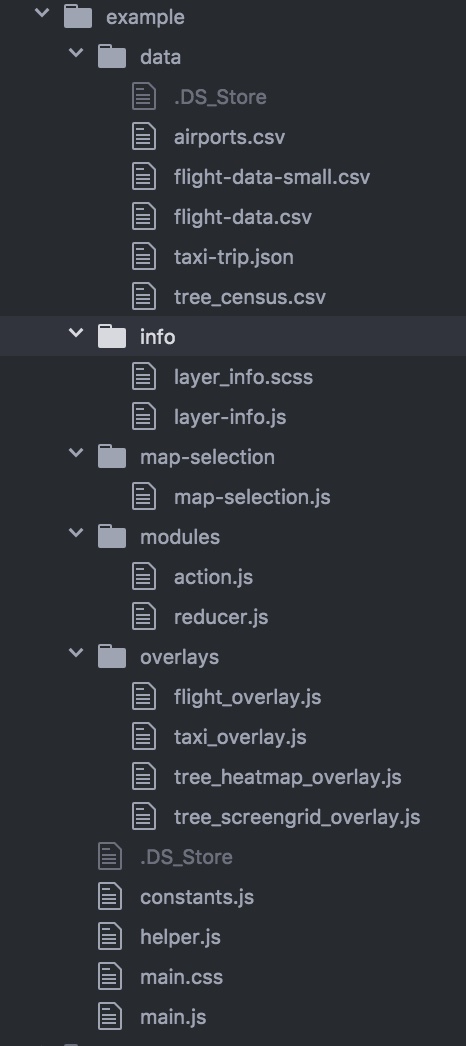 example
data
.DS_Store
airports.csv
flight-data-small.csv
flight-data.csv
taxi-trip.json
tree_census.csv
info
layer_info.scss
layer-info.js
map-selection
map-selection.js
modules
action.js
reducer.js
overlays
flight_overlay.js
taxi_overlay.js
tree_heatmap_overlay.js
tree_screengrid_overlay.js
.DS_Store
constants.js
helper.js
main.css
main.js